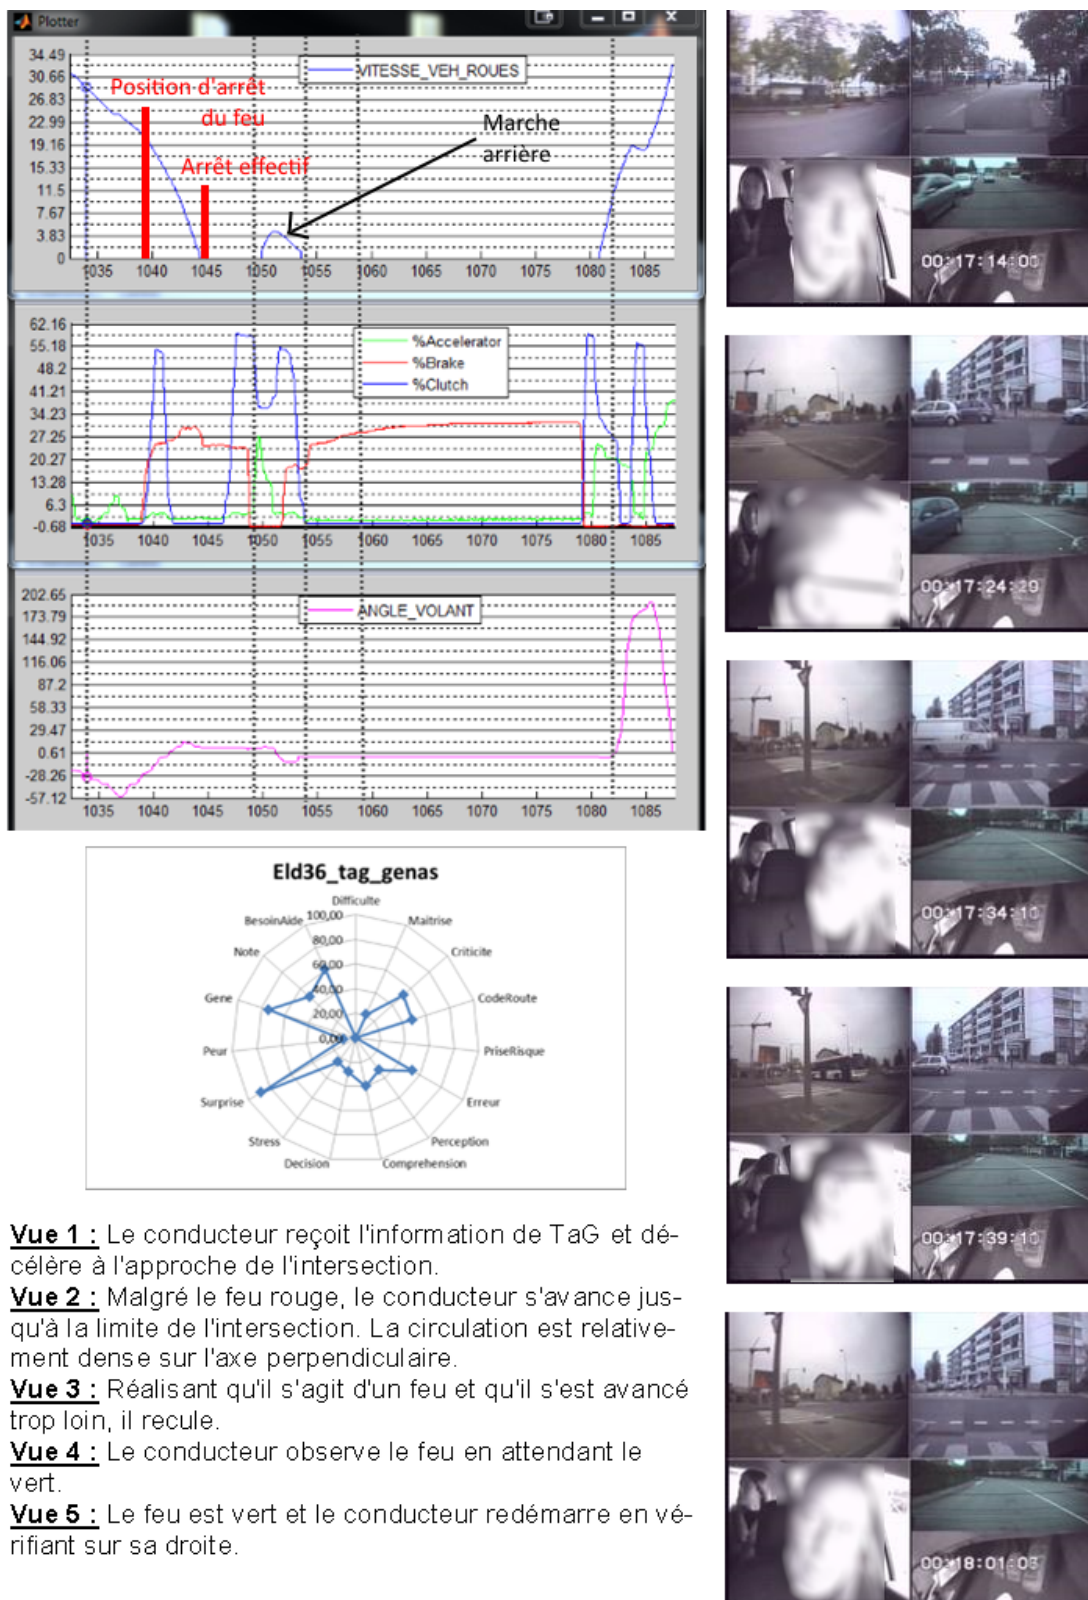 Plotter
34.49
30.66
26.83
22.99
19.16
15.33
11.5
7.67
3.83
0
VITESSE_VEH_ROUES
Position d'arrêt
du feu
Arrêt effectif
Marche
arrière
1035 1040 1045 1050 1055 1060 1065 1070 1075 1080 1085
62.16
55.18
48.2
41.21
34.23
27.25
20.27
13.28
6.3
-0.68
%Accelerator
%Brake
%Clutch
1035 1040 1045 1050 1055 1060 1065 1070 1075 1080 1085
202.65
173.79
144.92
116.06
87.2
58.33
29.47
0.61
-28.26
-57.12
ANGLE_VOLANT
1035 1040 1045 1050 1055 1060 1065 1070 1075 1080 1085
Eld36_tag_genas
Difficulte
Maitrise
Criticite
CodeRoute
PriseRisque
Erreur
Perception
Comprehension
Decision
Stress
Surprise
Peur
Gene
Note
BesoinAide
100,00
80,00
60,00
40,00
20,00
0,00
Vue 1 : Le conducteur reçoit l'information de TaG et dé-
célère à l'approche de l'intersection.
Vue 2 : Malgré le feu rouge, le conducteur s'avance jus-
qu'à la limite de l'intersection. La circulation est relative-
ment dense sur l'axe perpendiculaire.
Vue 3 : Réalisant qu'il s'agit d'un feu et qu'il s'est avancé
trop loin, il recule.
Vue 4 : Le conducteur observe le feu en attendant le
vert.
Vue 5 : Le feu est vert et le conducteur redémarre en vé-
rifiant sur sa droite.
00:17:14:00
00:17:24:29
00:17:34:10
00:17:39:10
00:18:01:03